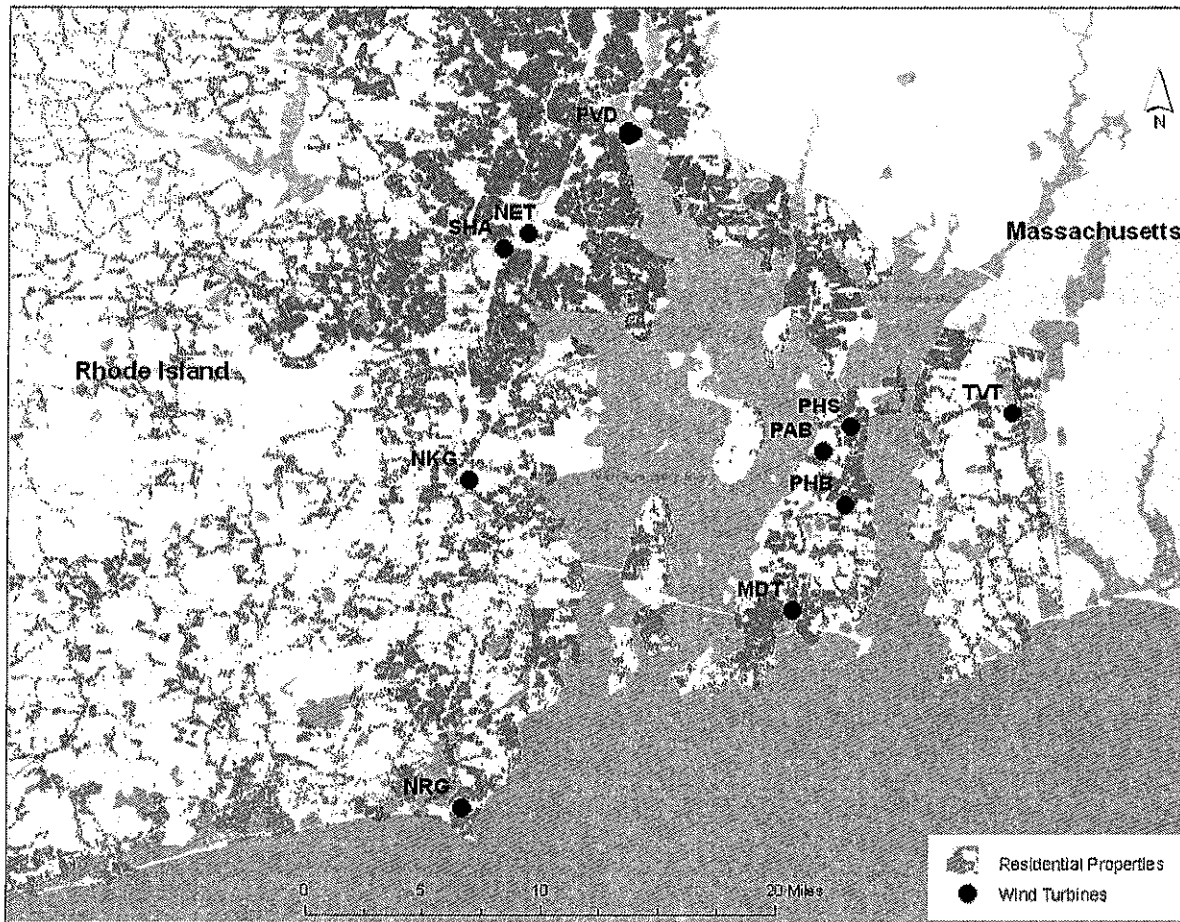 PVD
N
NET
SHA
Massachusetts
Rhode Island
TVT
PHS
PAB
NKG
PHB
MDT
NRG
Residential Properties
Wind Turbines
0 5 10 20 Miles